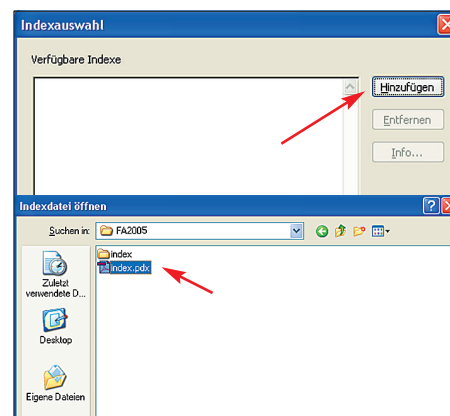 Indexauswahl
Verfügbare Indexe
Hinzufügen
Entfernen
Info...
Indexdatei öffnen
Suchen in:
FA2005
index
index.pdx
Zuletzt
verwendete D...
Desktop
Eigene Dateien